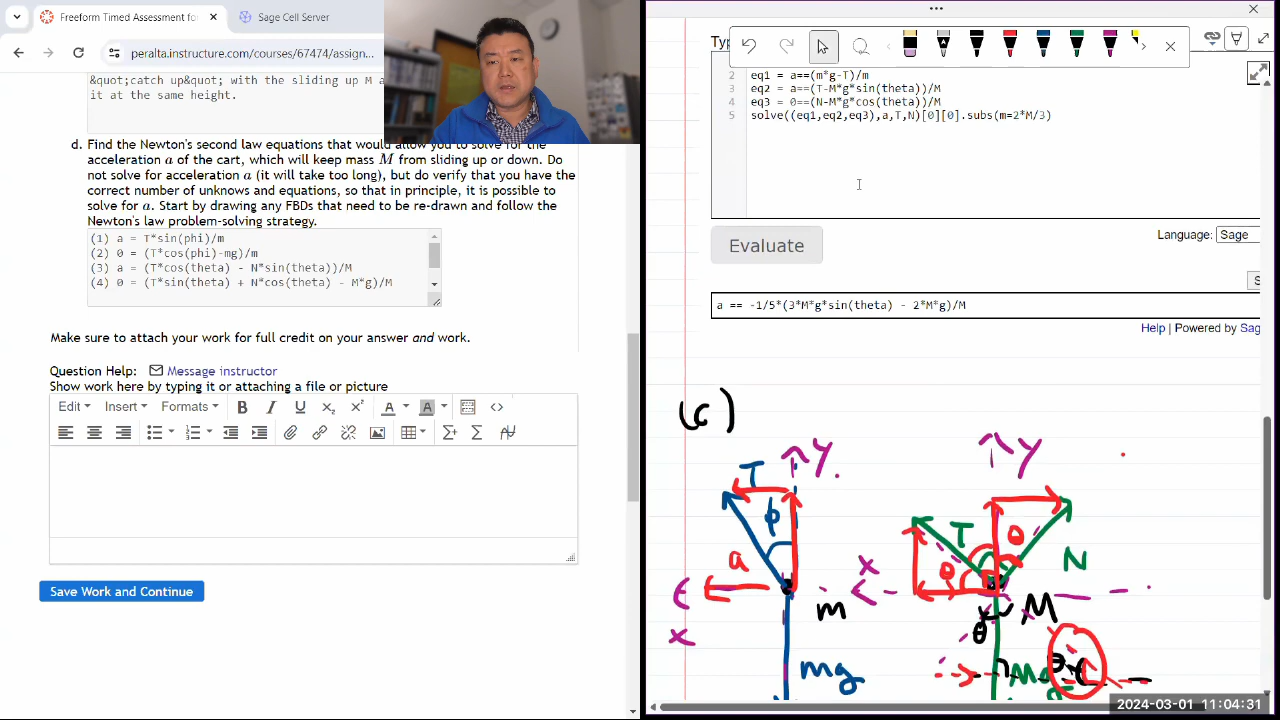 Freeform Timed Assessment for
Sage Cell Server
peralta.instructure.com/courses/
4/assign
&quot;catch up&quot; with the sliding up M a
it at the same height.
d. Find the Newton's second law equations that would allow you to solve for the
acceleration a of the cart, which will keep mass M from sliding up or down. Do
not solve for acceleration a (it will take too long), but do verify that you have the
correct number of unknows and equations, so that in principle, it is possible to
solve for a. Start by drawing any FBDs that need to be re-drawn and follow the
Newton's law problem-solving strategy.
(1) a = T*sin(phi)/m
(2) 0 = (T*cos(phi)-mg)/m
(3) a = (T*cos(theta) - N*sin(theta))/M
(4) 0 = (T*sin(theta) + N*cos(theta) - M*g)/M
Make sure to attach your work for full credit on your answer and work.
Question Help: Message instructor
Show work here by typing it or attaching a file or picture
Edit Insert Formats B I U X₂ X² A A <>
Save Work and Continue
Typ
2 eq1 = a==(m*g-T)/m
3 eq2 = a==(T-M*g*sin(theta))/M
4 eq3 = 0==(N-M*g*cos(theta))/M
5 solve((eq1,eq2,eq3),a,T,N)[0][0].subs(m=2*M/3)
Evaluate
Language: Sage
S
a == -1/5*(3*M*g*sin(theta) - 2*M*g)/M
Help | Powered by Sag
(c)
y y
T
ϕ T θ
a x θ N
m M
x θ
mg Mg
2024-03-01 11:04:31